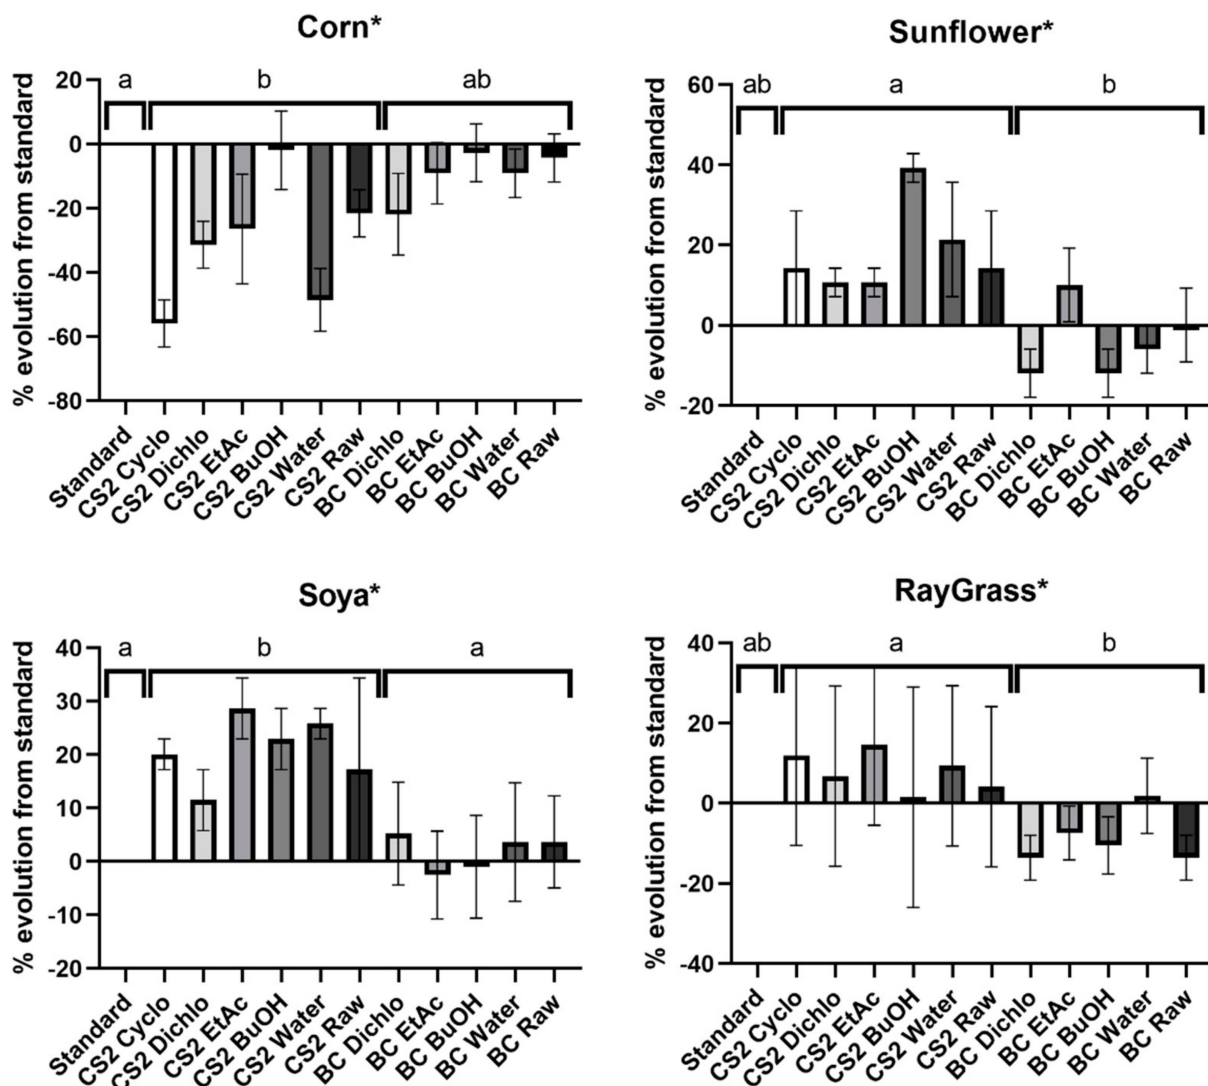 Corn*
% evolution from standard
20
0
-20
-40
-60
-80
a
b
ab
Standard
CS2 Cyclo
CS2 Dichlo
CS2 EtAc
CS2 BuOH
CS2 Water
CS2 Raw
BC Dichlo
BC EtAc
BC BuOH
BC Water
BC Raw
Sunflower*
% evolution from standard
60
40
20
0
-20
ab
a
b
Standard
CS2 Cyclo
CS2 Dichlo
CS2 EtAc
CS2 BuOH
CS2 Water
CS2 Raw
BC Dichlo
BC EtAc
BC BuOH
BC Water
BC Raw
Soya*
% evolution from standard
40
30
20
10
0
-10
-20
a
b
a
Standard
CS2 Cyclo
CS2 Dichlo
CS2 EtAc
CS2 BuOH
CS2 Water
CS2 Raw
BC Dichlo
BC EtAc
BC BuOH
BC Water
BC Raw
RayGrass*
% evolution from standard
40
20
0
-20
-40
ab
a
b
Standard
CS2 Cyclo
CS2 Dichlo
CS2 EtAc
CS2 BuOH
CS2 Water
CS2 Raw
BC Dichlo
BC EtAc
BC BuOH
BC Water
BC Raw